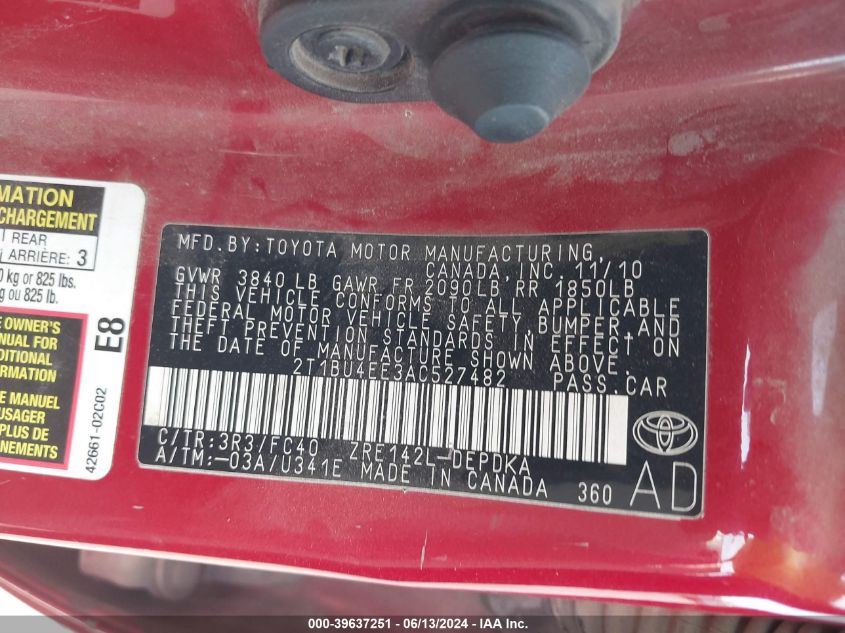 MATION
CHARGEMENT
REAR
ARRIÈRE: 3
0 kg or 825 lbs.
g ou 825 lb.
E OWNER'S
NUAL FOR
DITIONAL
ORMATION
E MANUEL
USAGER
PLUS DE
GNEMENTS
E8
42661-02C02
MFD. BY: TOYOTA MOTOR MANUFACTURING,
CANADA, INC. 11/10
GVWR 3840 LB GAWR FR 2090LB, RR 1850LB
THIS VEHICLE CONFORMS TO ALL APPLICABLE
FEDERAL MOTOR VEHICLE SAFETY, BUMPER, AND
THEFT PREVENTION STANDARDS IN EFFECT ON
THE DATE OF MANUFACTURE SHOWN ABOVE.
2T1BU4EE3AC527482 PASS.CAR
C/TR:3R3/FC40 ZRE142L-DEPDKA
A/TM:-03A/U341E MADE IN CANADA 360
AD
000-39637251 - 06/13/2024 - IAA Inc.